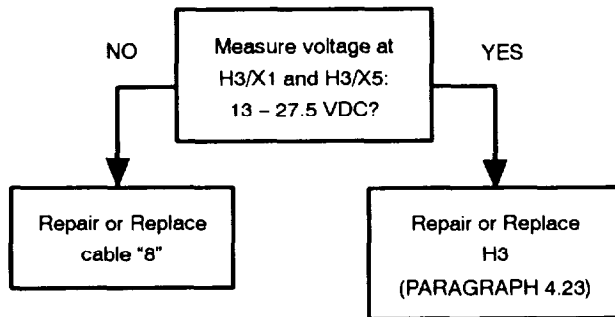 Measure voltage at
H3/X1 and H3/X5:
13 – 27.5 VDC?
NO
YES
Repair or Replace
cable “8”
Repair or Replace
H3
(PARAGRAPH 4.23)